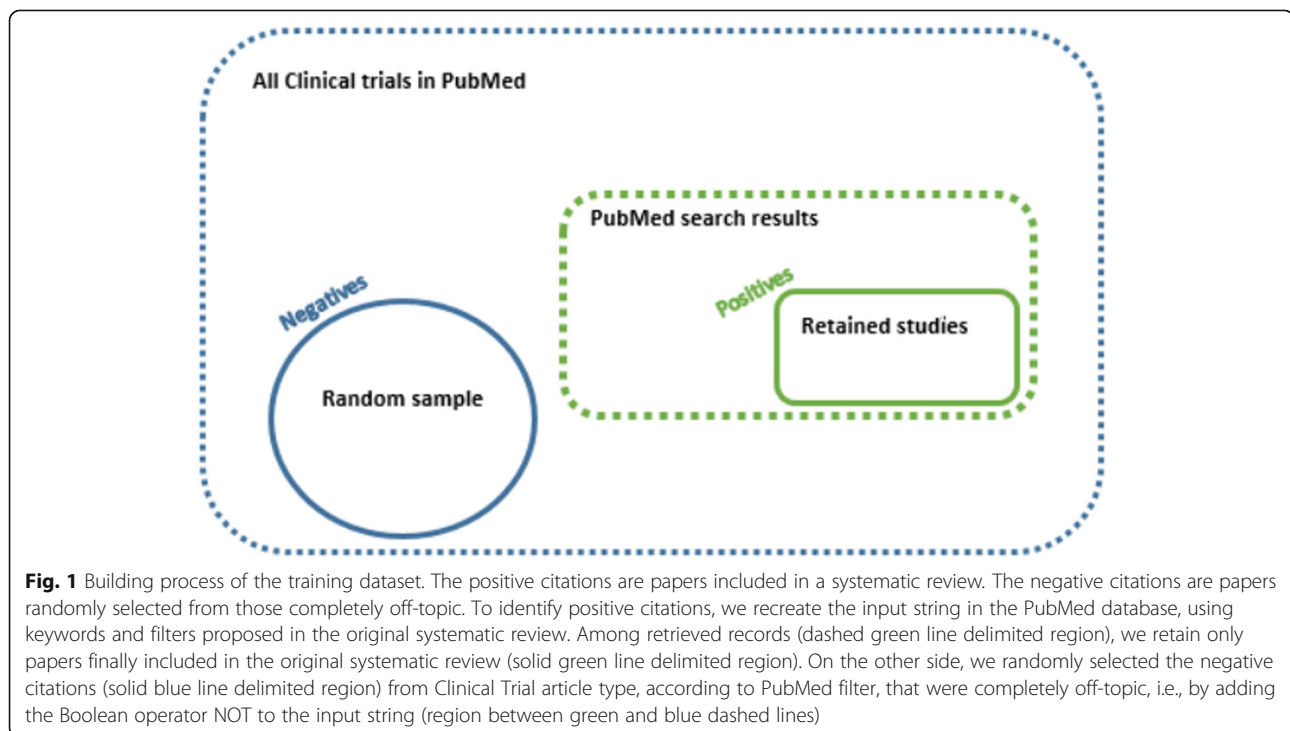 All Clinical trials in PubMed
PubMed search results
Negatives
Positives
Retained studies
Random sample
Fig. 1 Building process of the training dataset. The positive citations are papers included in a systematic review. The negative citations are papers
randomly selected from those completely off-topic. To identify positive citations, we recreate the input string in the PubMed database, using
keywords and filters proposed in the original systematic review. Among retrieved records (dashed green line delimited region), we retain only
papers finally included in the original systematic review (solid green line delimited region). On the other side, we randomly selected the negative
citations (solid blue line delimited region) from Clinical Trial article type, according to PubMed filter, that were completely off-topic, i.e., by adding
the Boolean operator NOT to the input string (region between green and blue dashed lines)